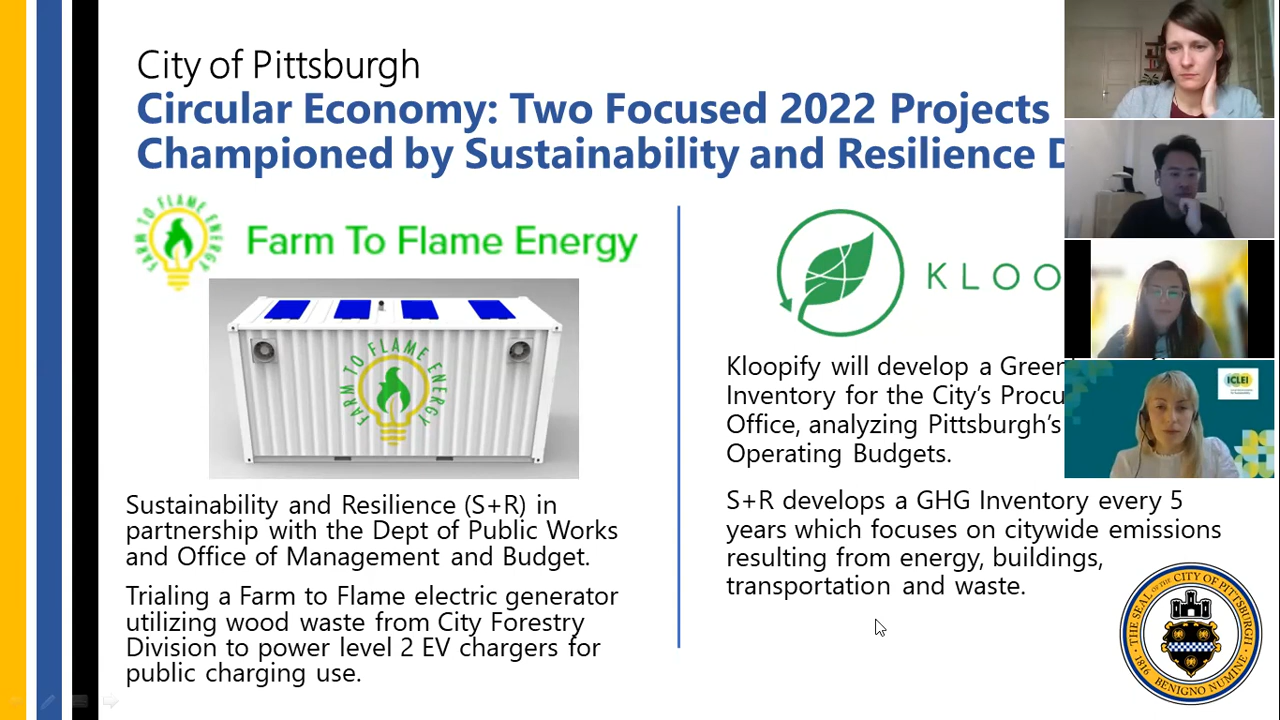 City of Pittsburgh
Circular Economy: Two Focused 2022 Projects
Championed by Sustainability and Resilience D
FARM TO FLAME ENERGY
Farm To Flame Energy
FARM TO FLAME ENERGY
Sustainability and Resilience (S+R) in
partnership with the Dept of Public Works
and Office of Management and Budget.
Trialing a Farm to Flame electric generator
utilizing wood waste from City Forestry
Division to power level 2 EV chargers for
public charging use.
KLOO
Kloopify will develop a Green
Inventory for the City's Procu
Office, analyzing Pittsburgh's
Operating Budgets.
S+R develops a GHG Inventory every 5
years which focuses on citywide emissions
resulting from energy, buildings,
transportation and waste.
ICLEI
THE SEAL OF THE CITY OF PITTSBURGH
1816
BENIGNO NUMINE